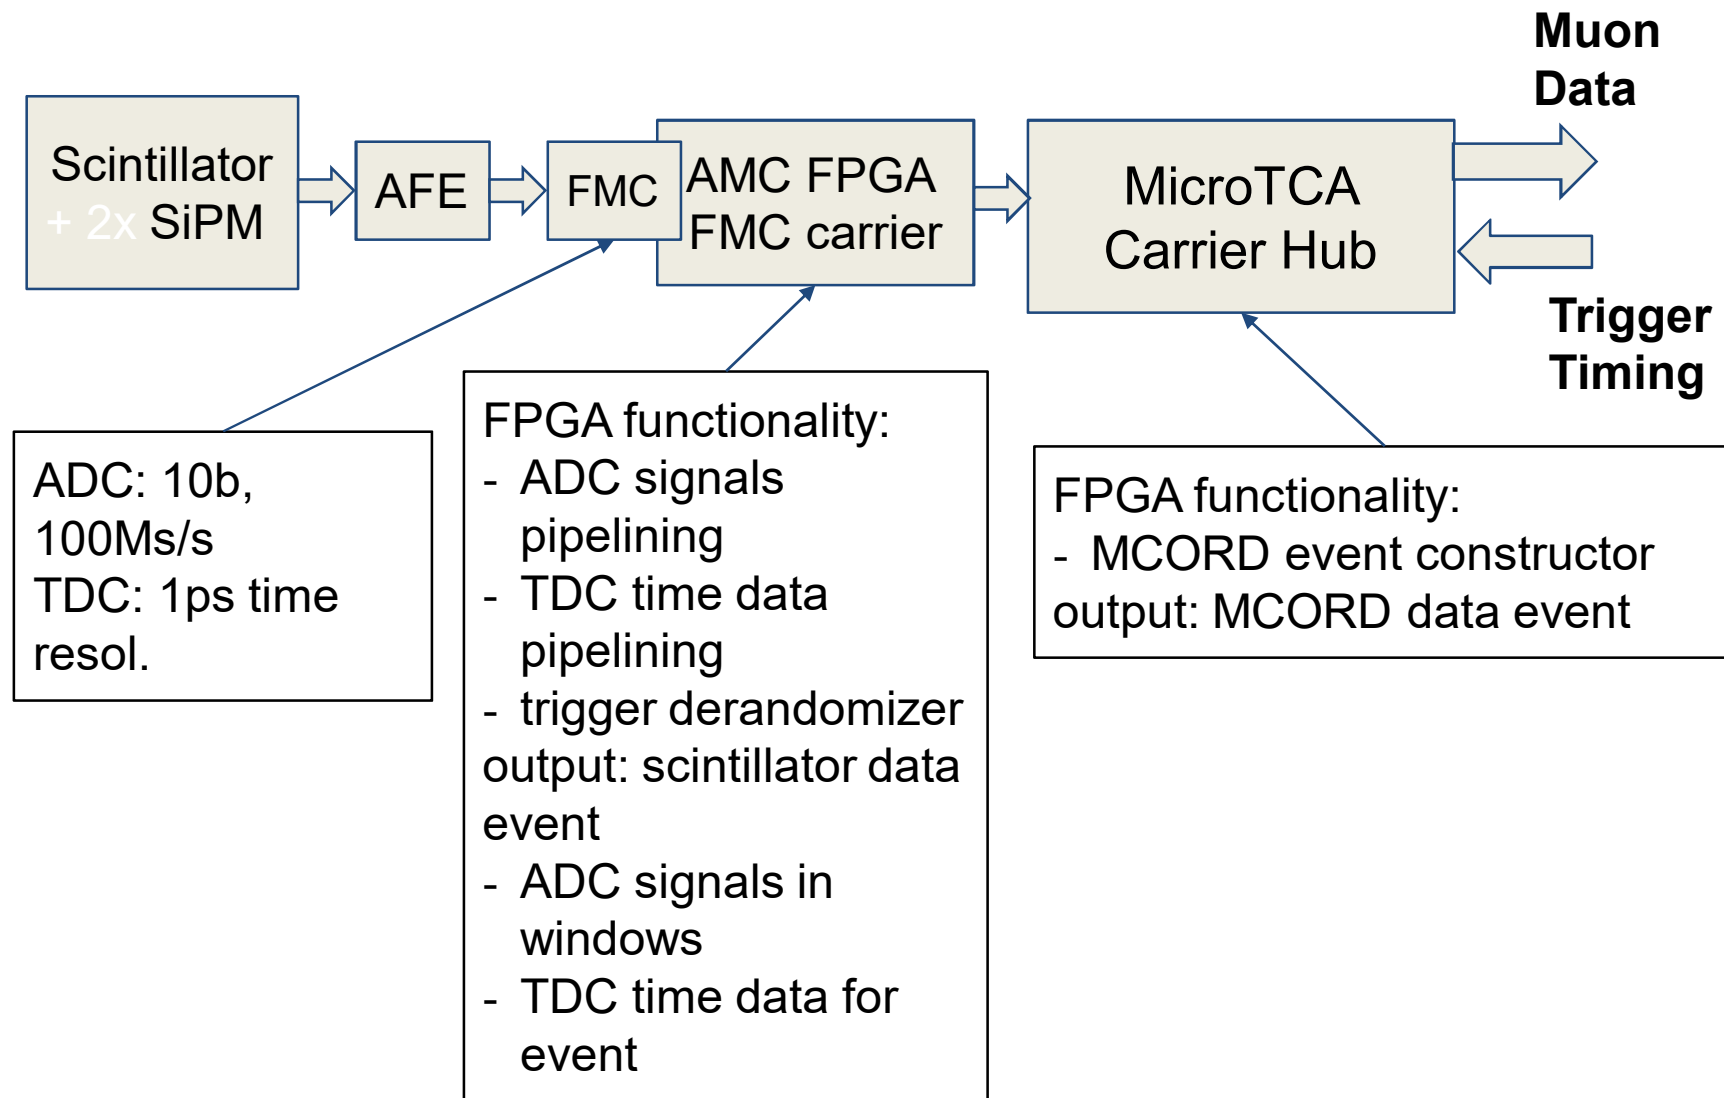 Muon
Data
Scintillator
+ 2x SiPM
AFE
FMC
AMC FPGA
FMC carrier
MicroTCA
Carrier Hub
Trigger
Timing
ADC: 10b,
100Ms/s
TDC: 1ps time
resol.
FPGA functionality:
- ADC signals
pipelining
- TDC time data
pipelining
- trigger derandomizer
output: scintillator data
event
- ADC signals in
windows
- TDC time data for
event
FPGA functionality:
- MCORD event constructor
output: MCORD data event